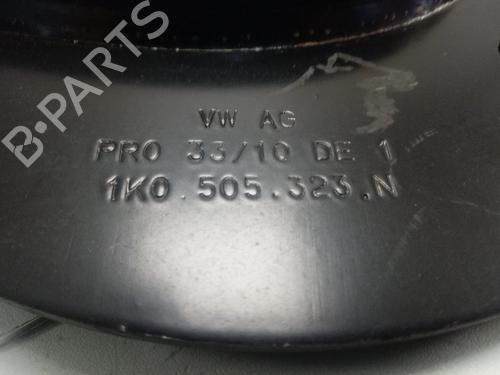 B-PARTS
VW AG
PRO 33/10 DE 1
1K0.505.323.N